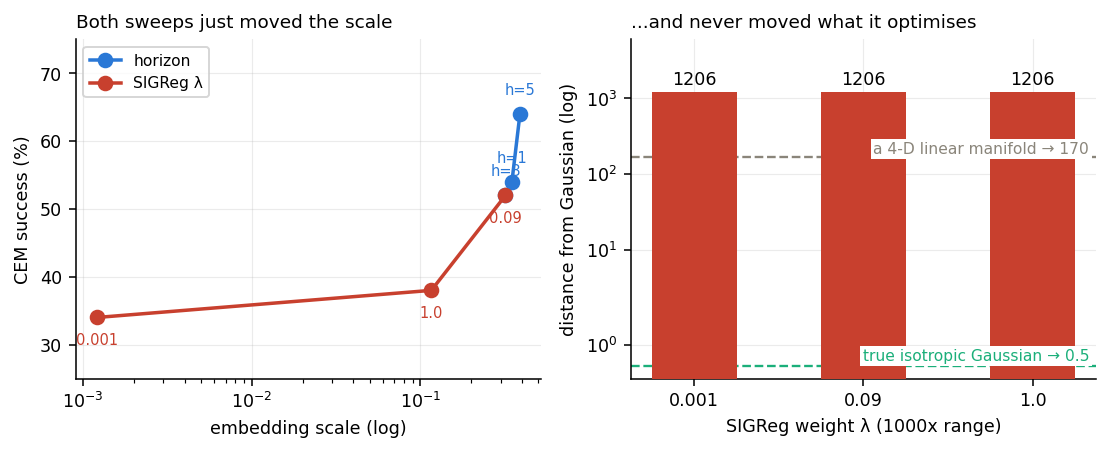 Both sweeps just moved the scale
CEM success (%)
70
60
50
40
30
horizon
SIGReg λ
h=5
h=1
h=3
0.09
1.0
0.001
10⁻³
10⁻²
10⁻¹
embedding scale (log)
...and never moved what it optimises
distance from Gaussian (log)
10³
10²
10¹
10⁰
1206
1206
1206
a 4-D linear manifold → 170
true isotropic Gaussian → 0.5
0.001
0.09
1.0
SIGReg weight λ (1000x range)